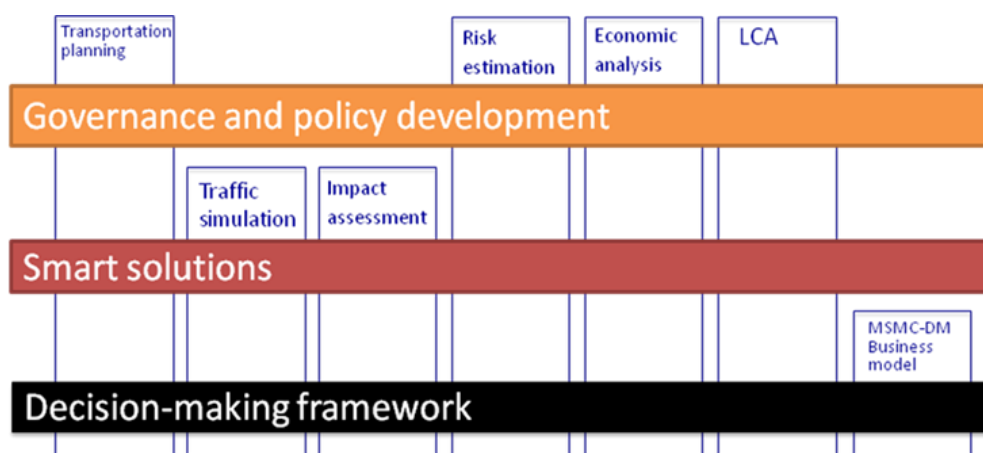 Transportation
planning
Risk
estimation
Economic
analysis
LCA
Governance and policy development
Traffic
simulation
Impact
assessment
Smart solutions
MSMC-DM
Business
model
Decision-making framework